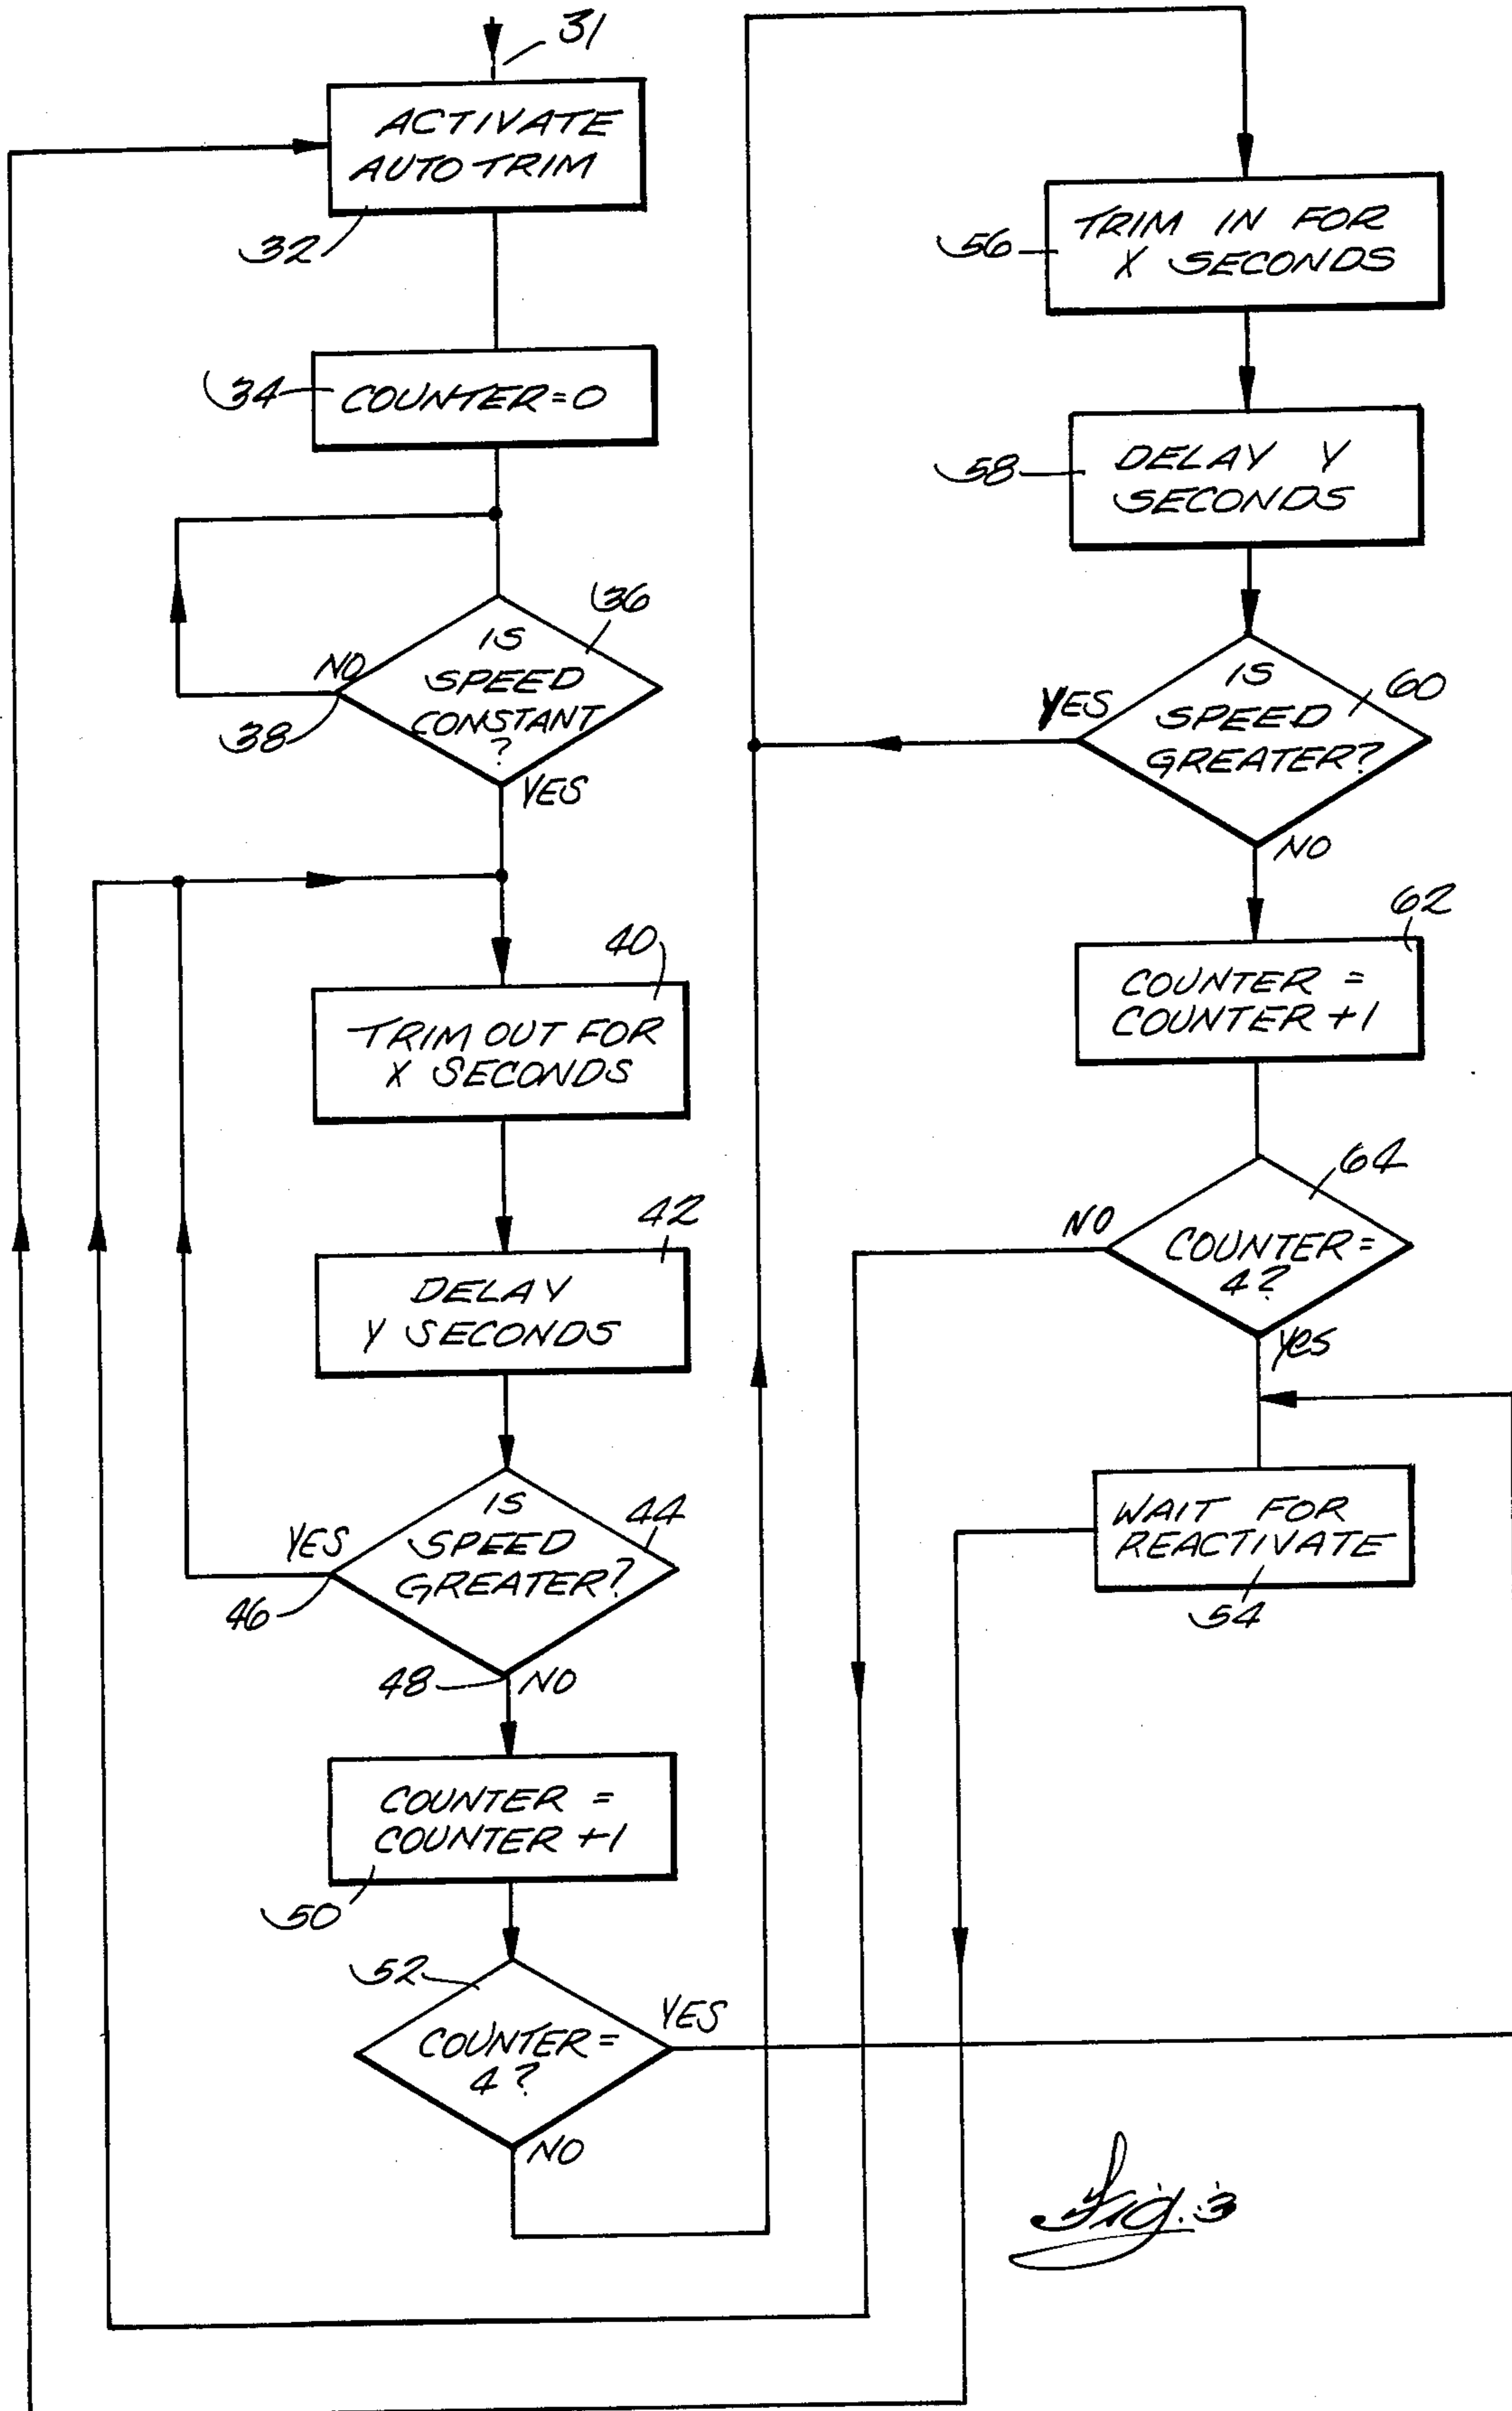 31
ACTIVATE
AUTO TRIM
32
34
COUNTER=0
36
IS
SPEED
CONSTANT
?
NO
38
YES
40
TRIM OUT FOR
X SECONDS
42
DELAY
Y SECONDS
44
IS
SPEED
GREATER?
YES
46
48
NO
COUNTER =
COUNTER +1
50
52
COUNTER=
4?
YES
NO
56
TRIM IN FOR
X SECONDS
58
DELAY Y
SECONDS
60
IS
SPEED
GREATER?
YES
NO
62
COUNTER =
COUNTER +1
64
COUNTER=
4?
NO
yes
WAIT FOR
REACTIVATE
54
Fig. 3